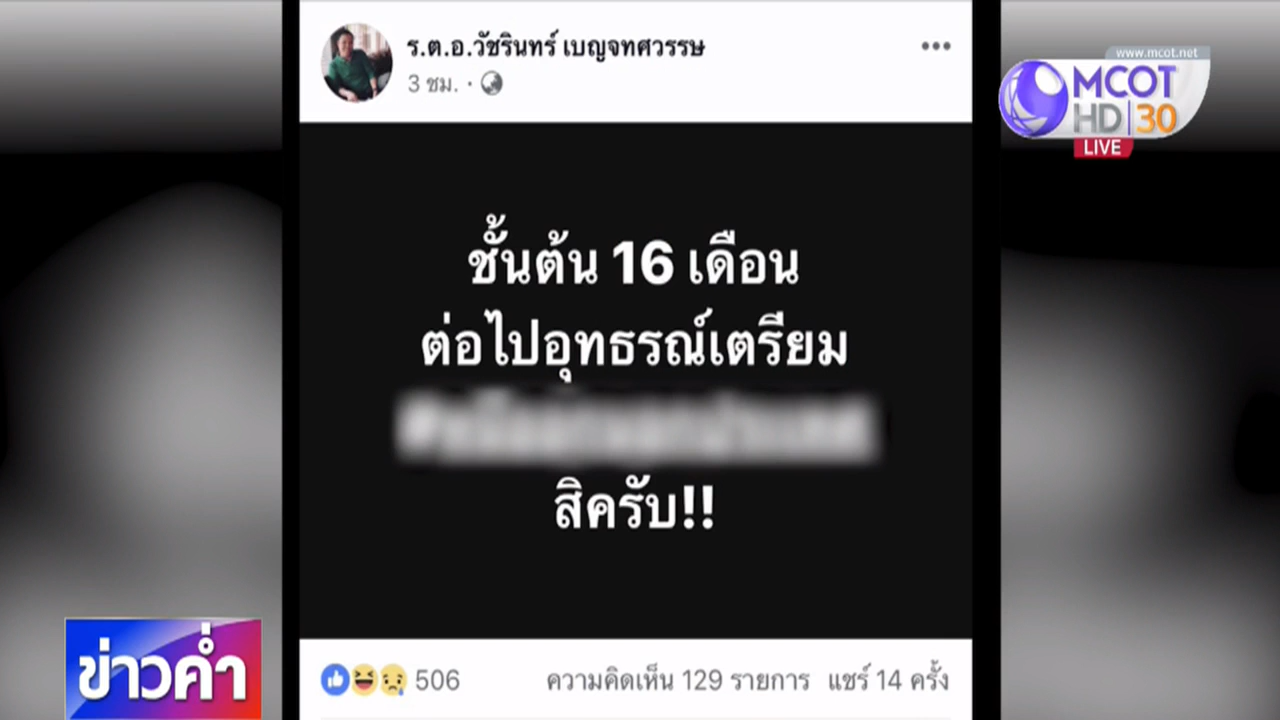 ร.ต.อ.วัชรินทร์ เบญจทศวรรษ
3 ชม. ·
www.mcot.net
MCOT
HD 30
LIVE
ชั้นต้น 16 เดือน
ต่อไปอุทธรณ์เตรียม
สิครับ!!
506 ความคิดเห็น 129 รายการ แชร์ 14 ครั้ง
ข่าวค่ำ